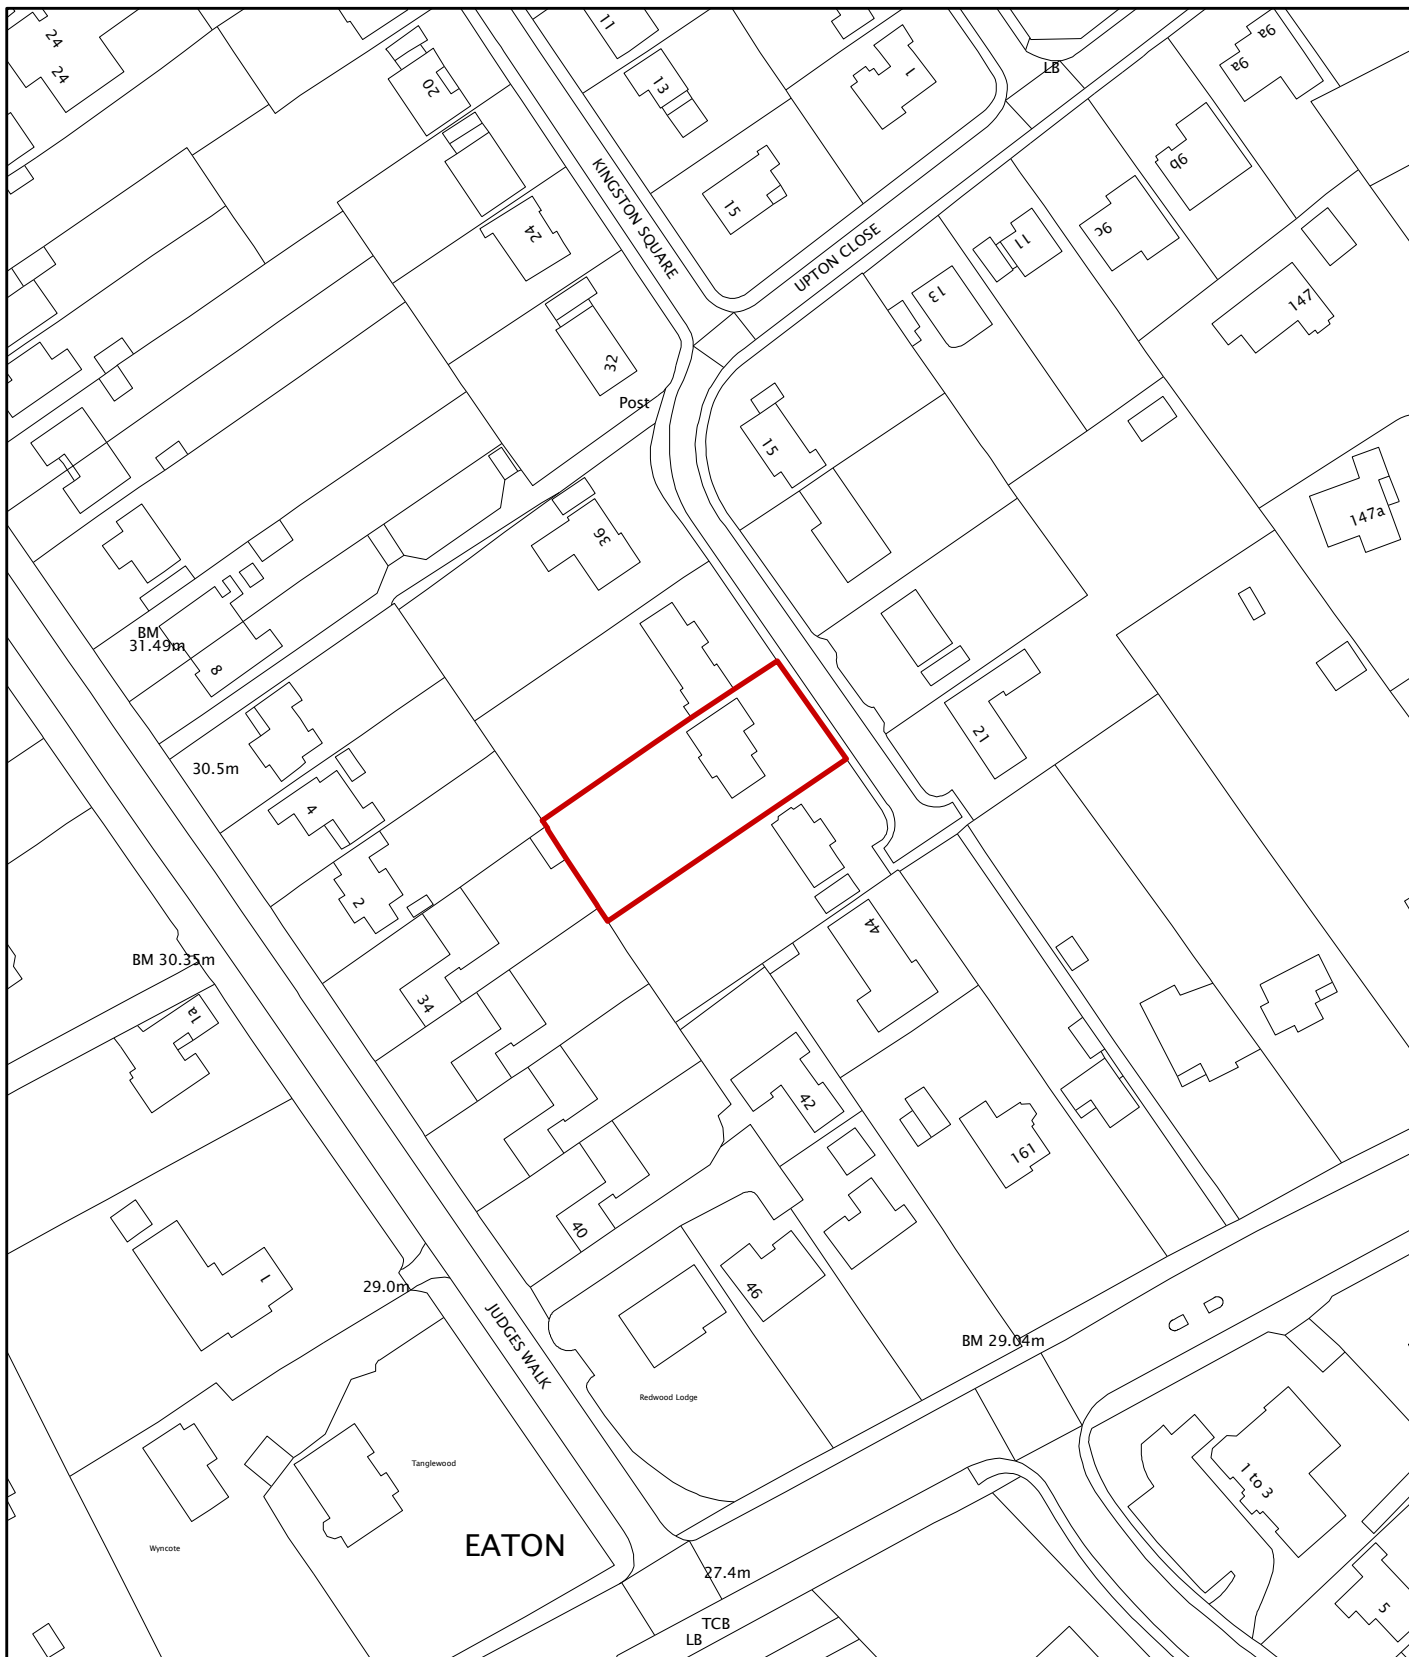 24
24
20
11
13
1
LB
9a
9a
9b
9c
15
KINGSTON SQUARE
24
UPTON CLOSE
11
13
147
32
Post
15
147a
36
BM
31.49m
8
21
30.5m
4
2
44
BM 30.35m
34
1a
42
161
40
1
29.0m
46
JUDGES WALK
BM 29.04m
Redwood Lodge
Tanglewood
1 to 3
Wyncote
EATON
27.4m
5
TCB
LB